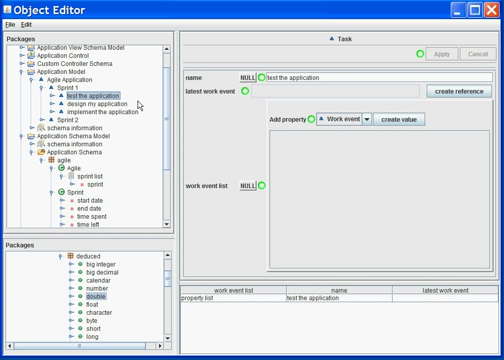 Object Editor
File Edit
Packages
Application View Schema Model
Application Control
Custom Controller Schema
Application Model
Agile Application
Sprint 1
test the application
design my application
implement the application
Sprint 2
schema information
Application Schema Model
schema information
Application Schema
agile
Agile
sprint list
sprint
Sprint
start date
end date
time spent
time left
Packages
deduced
big integer
big decimal
calendar
number
double
float
character
byte
short
long
Task
Apply Cancel
name NULL test the application
latest work event create reference
Add property Work event create value
work event list NULL
work event list name latest work event
property list test the application